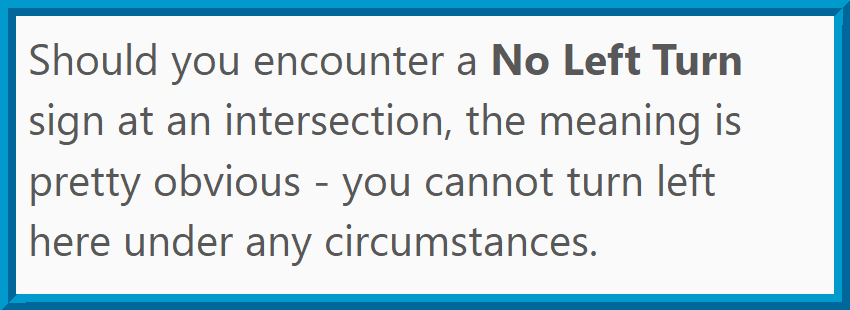 Should you encounter a No Left Turn
sign at an intersection, the meaning is
pretty obvious - you cannot turn left
here under any circumstances.